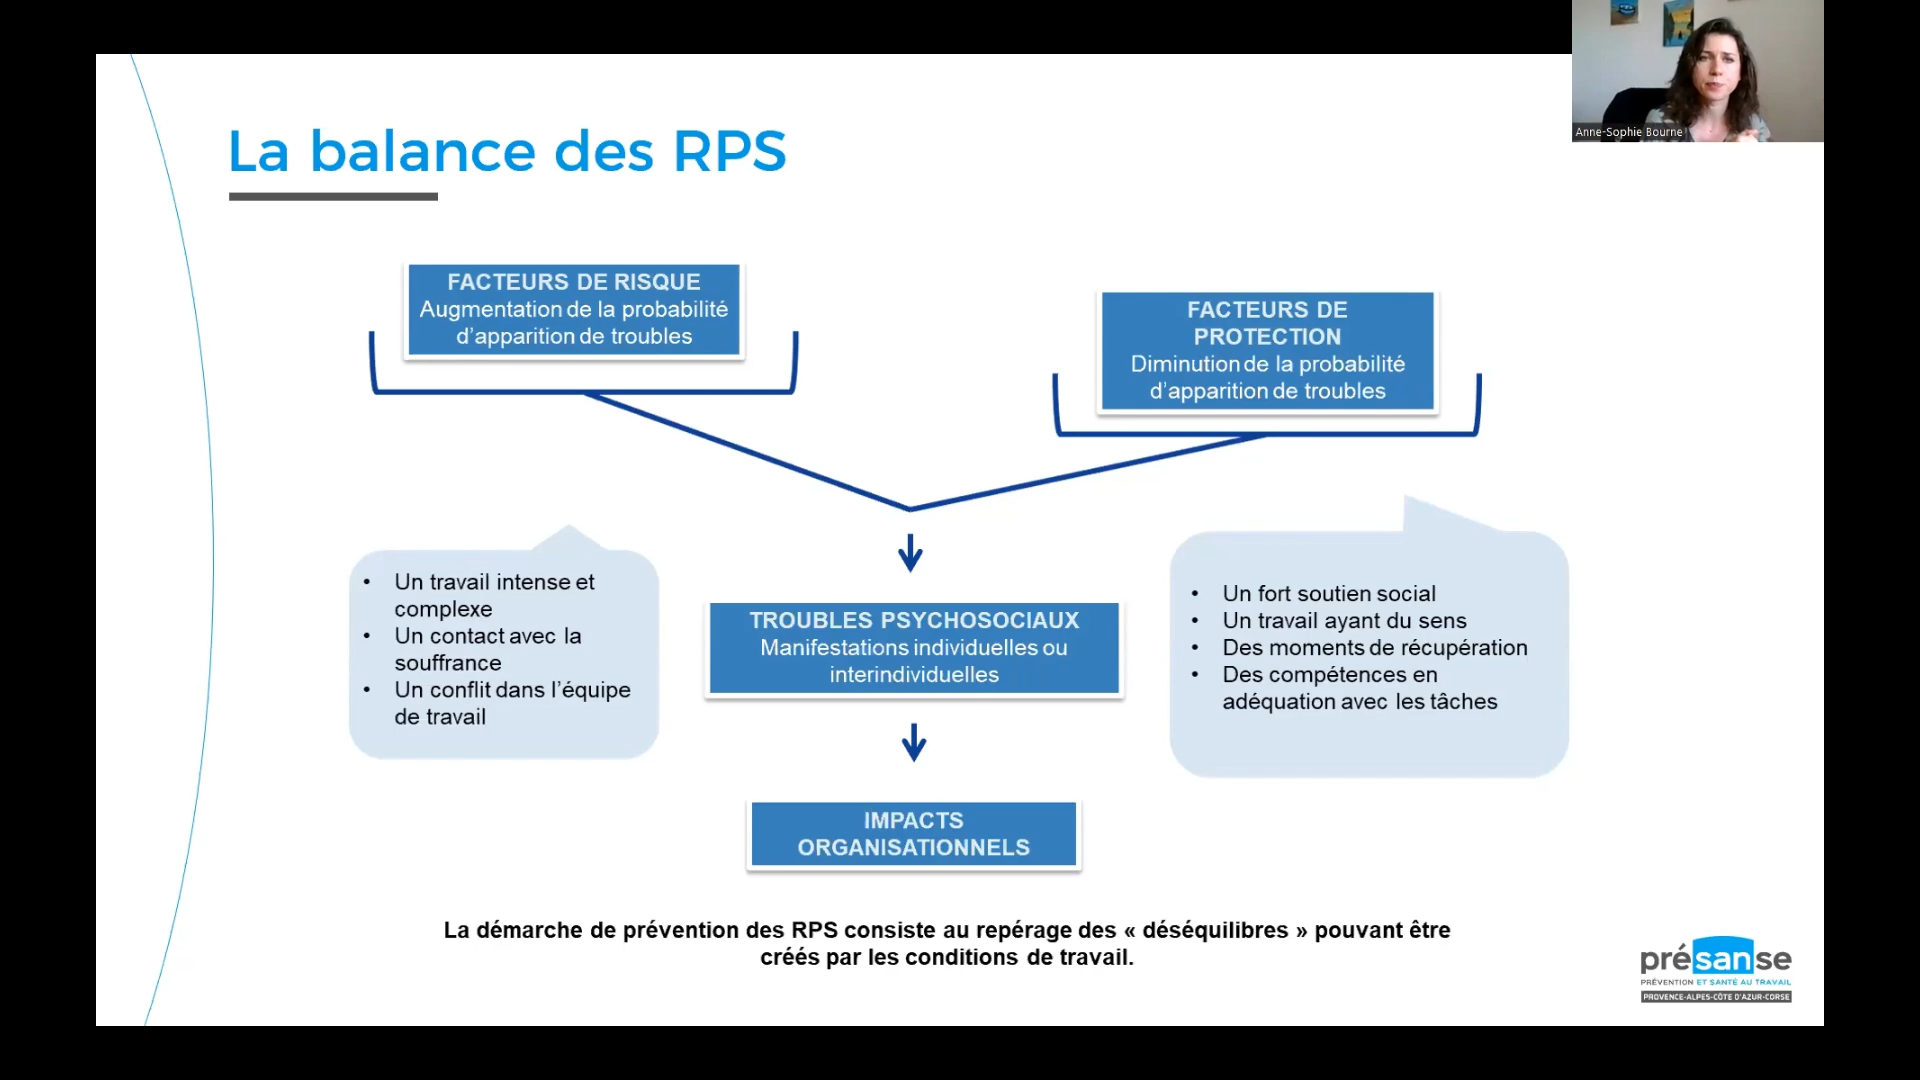 Anne-Sophie Bourne
La balance des RPS
FACTEURS DE RISQUE
Augmentation de la probabilité
d'apparition de troubles
FACTEURS DE
PROTECTION
Diminution de la probabilité
d'apparition de troubles
• Un travail intense et
complexe
• Un contact avec la
souffrance
• Un conflit dans l'équipe
de travail
TROUBLES PSYCHOSOCIAUX
Manifestations individuelles ou
interindividuelles
• Un fort soutien social
• Un travail ayant du sens
• Des moments de récupération
• Des compétences en
adéquation avec les tâches
IMPACTS
ORGANISATIONNELS
La démarche de prévention des RPS consiste au repérage des « déséquilibres » pouvant être
créés par les conditions de travail.
présanse
PRÉVENTION ET SANTÉ AU TRAVAIL
PROVENCE-ALPES-CÔTE D'AZUR-CORSE